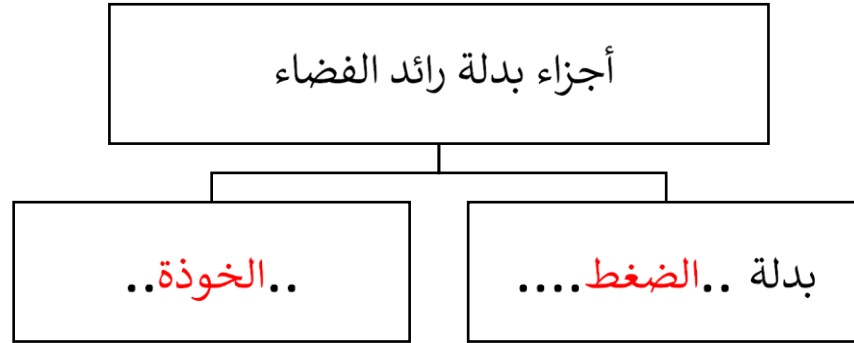 أجزاء بدلة رائد الفضاء
بدلة ..الضغط....
..الخوذة..